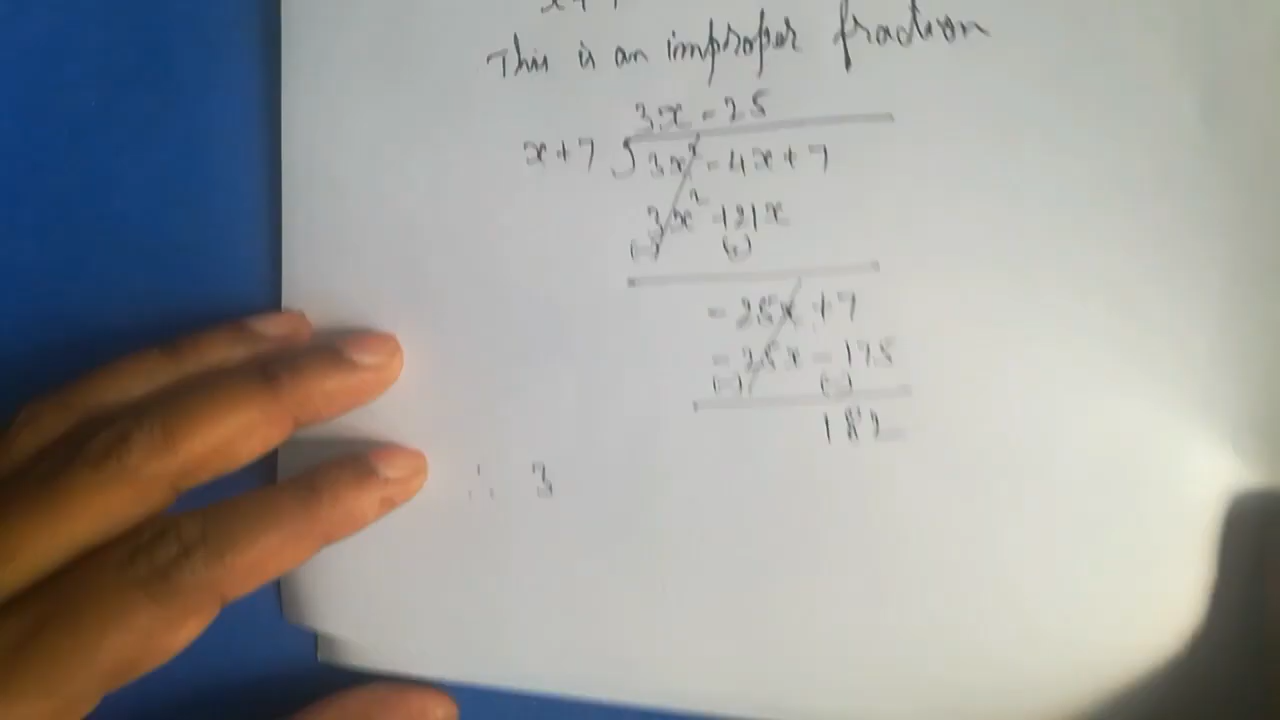 x+7
This is an improper fraction
3x - 25
x+7 3x² - 4x + 7
3x² + 21x
(-) (-)
- 25x + 7
- 25x - 175
(-) (-)
182
∴ 3